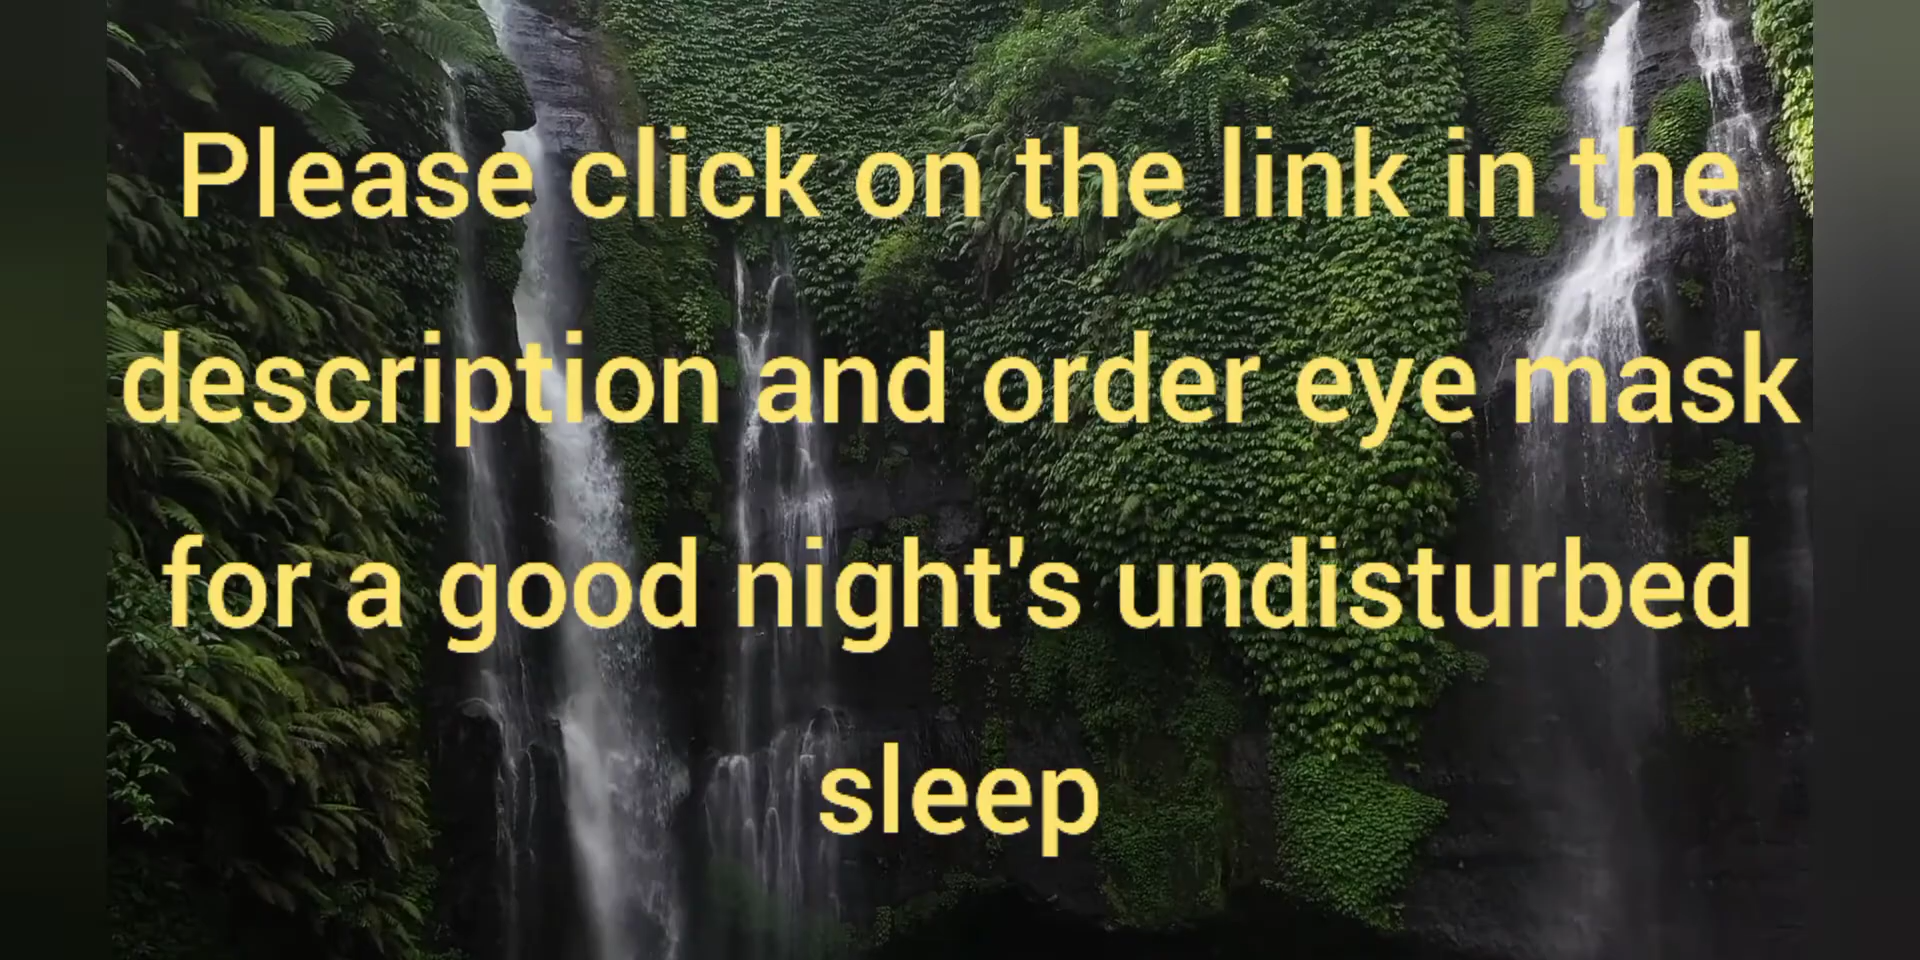 Please click on the link in the
description and order eye mask
for a good night's undisturbed
sleep